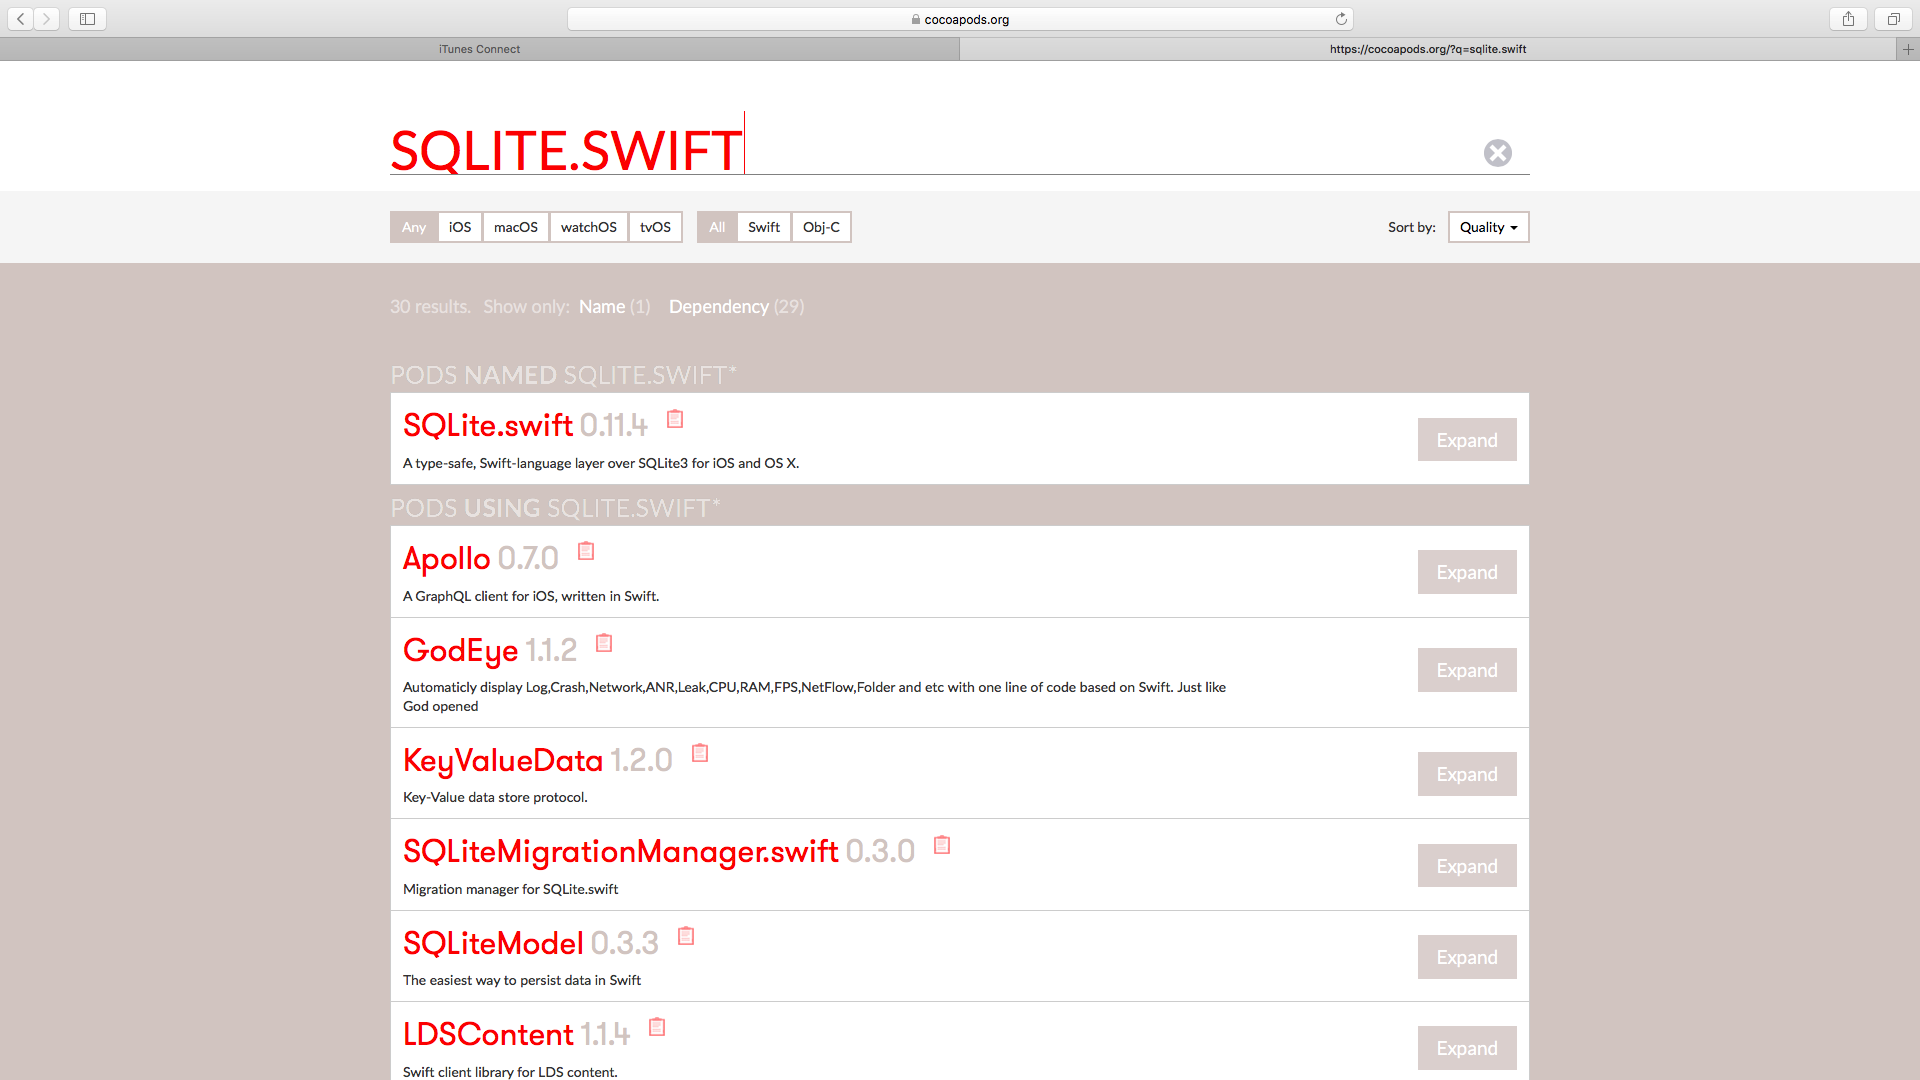 cocoapods.org
iTunes Connect
https://cocoapods.org/?q=sqlite.swift
SQLITE.SWIFT
Any iOS macOS watchOS tvOS All Swift Obj-C Sort by: Quality
30 results. Show only: Name (1) Dependency (29)
PODS NAMED SQLITE.SWIFT*
SQLite.swift 0.11.4
Expand
A type-safe, Swift-language layer over SQLite3 for iOS and OS X.
PODS USING SQLITE.SWIFT*
Apollo 0.7.0
Expand
A GraphQL client for iOS, written in Swift.
GodEye 1.1.2
Expand
Automaticly display Log,Crash,Network,ANR,Leak,CPU,RAM,FPS,NetFlow,Folder and etc with one line of code based on Swift. Just like
God opened
KeyValueData 1.2.0
Expand
Key-Value data store protocol.
SQLiteMigrationManager.swift 0.3.0
Expand
Migration manager for SQLite.swift
SQLiteModel 0.3.3
Expand
The easiest way to persist data in Swift
LDSContent 1.1.4
Expand
Swift client library for LDS content.